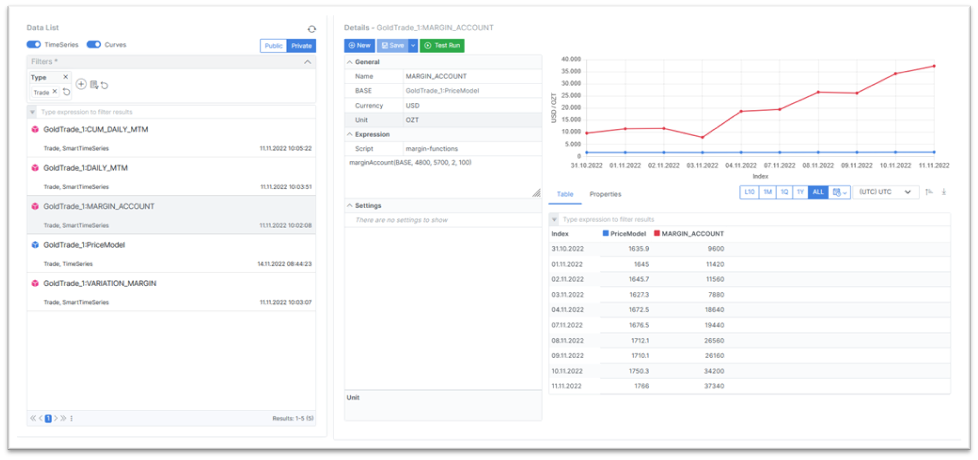 Data List
TimeSeries Curves Public Private
Filters *
Type ×
Trade ×
Type expression to filter results
GoldTrade_1:CUM_DAILY_MTM
Trade, SmartTimeSeries 11.11.2022 10:05:22
GoldTrade_1:DAILY_MTM
Trade, SmartTimeSeries 11.11.2022 10:03:51
GoldTrade_1:MARGIN_ACCOUNT
Trade, SmartTimeSeries 11.11.2022 10:02:08
GoldTrade_1:PriceModel
Trade, TimeSeries 14.11.2022 08:44:23
GoldTrade_1:VARIATION_MARGIN
Trade, SmartTimeSeries 11.11.2022 10:03:07
1 Results: 1-5 (5)
Details – GoldTrade_1:MARGIN_ACCOUNT
New Save Test Run
General
Name MARGIN_ACCOUNT
BASE GoldTrade_1:PriceModel
Currency USD
Unit OZT
Expression
Script margin-functions
marginAccount(BASE, 4800, 5700, 2, 100)
Settings
There are no settings to show
Unit
USD / OZT
40.000
35.000
30.000
25.000
20.000
15.000
10.000
5.000
0
31.10.2022 01.11.2022 02.11.2022 03.11.2022 04.11.2022 07.11.2022 08.11.2022 09.11.2022 10.11.2022 11.11.2022
Index
Table Properties L10 1M 1Q 1Y ALL (UTC) UTC
Type expression to filter results
Index PriceModel MARGIN_ACCOUNT
31.10.2022 1635.9 9600
01.11.2022 1645 11420
02.11.2022 1645.7 11560
03.11.2022 1627.3 7880
04.11.2022 1672.5 18640
07.11.2022 1676.5 19440
08.11.2022 1712.1 26560
09.11.2022 1710.1 26160
10.11.2022 1750.3 34200
11.11.2022 1766 37340